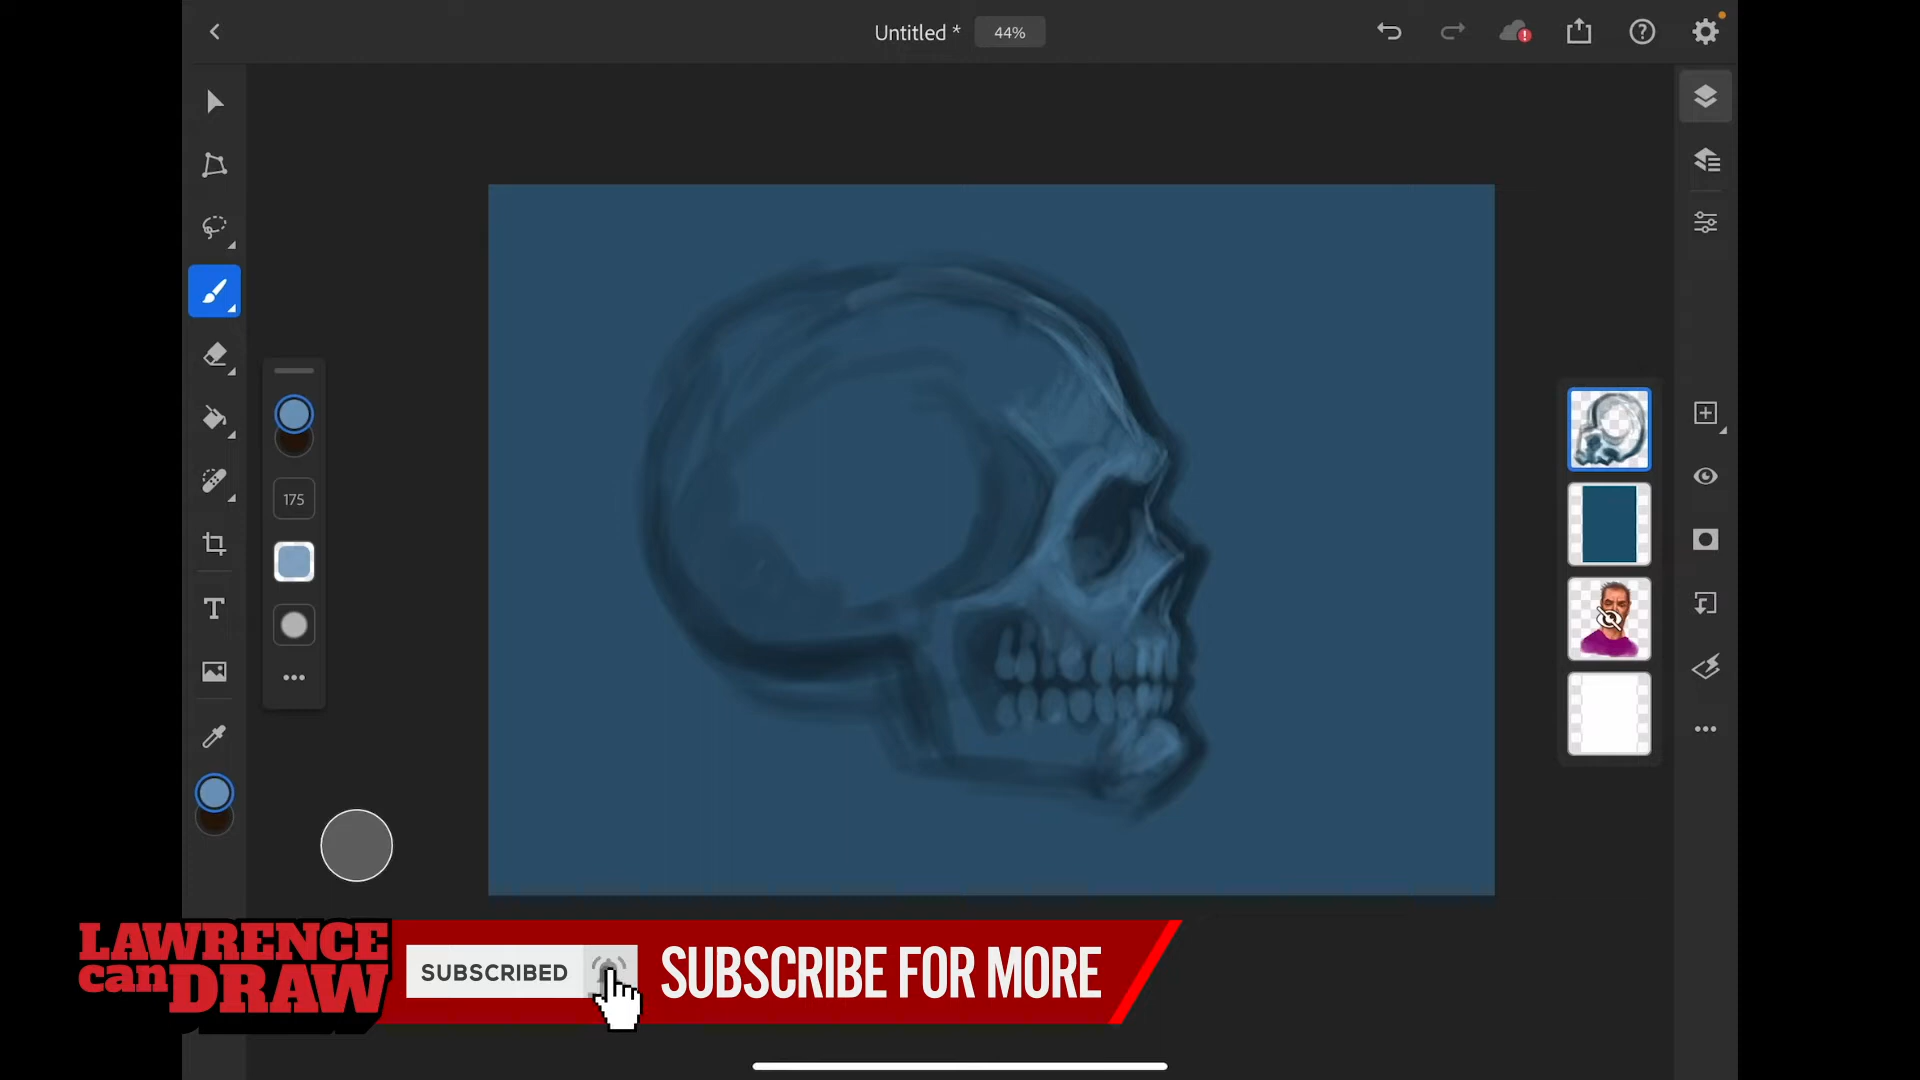 Untitled *
44%
175
LAWRENCE
can DRAW
SUBSCRIBED
SUBSCRIBE FOR MORE